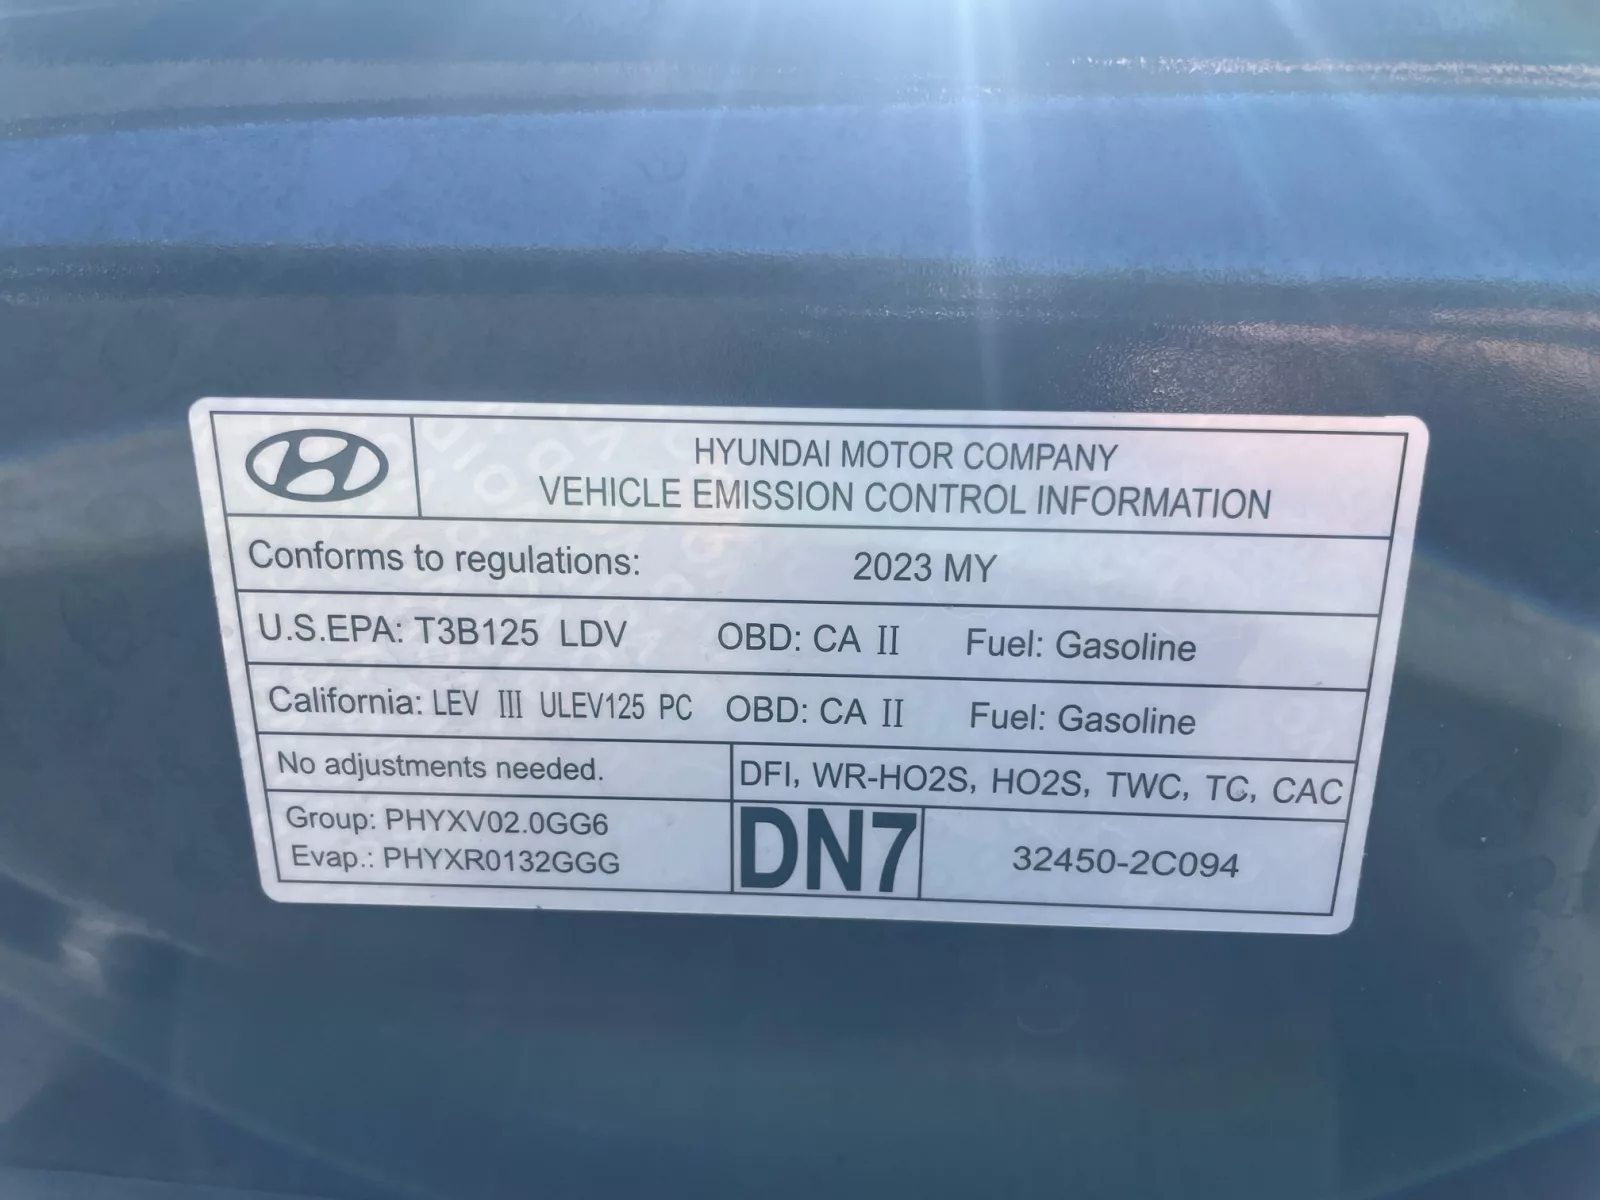 HYUNDAI MOTOR COMPANY
VEHICLE EMISSION CONTROL INFORMATION
Conforms to regulations: 2023 MY
U.S.EPA: T3B125 LDV OBD: CA II Fuel: Gasoline
California: LEV III ULEV125 PC OBD: CA II Fuel: Gasoline
No adjustments needed. DFI, WR-HO2S, HO2S, TWC, TC, CAC
Group: PHYXV02.0GG6
Evap.: PHYXR0132GGG
DN7 32450-2C094